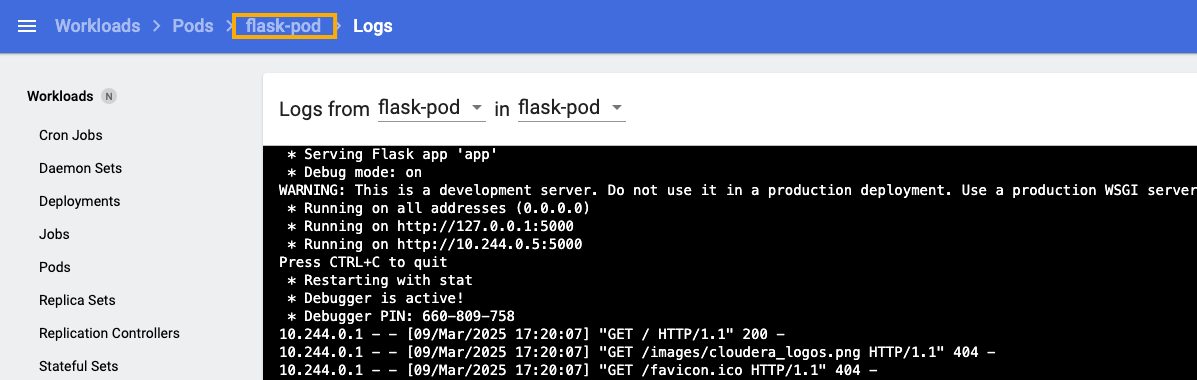 Workloads > Pods > flask-pod > Logs
Workloads N
Cron Jobs
Daemon Sets
Deployments
Jobs
Pods
Replica Sets
Replication Controllers
Stateful Sets
Logs from flask-pod in flask-pod
* Serving Flask app 'app'
* Debug mode: on
WARNING: This is a development server. Do not use it in a production deployment. Use a production WSGI server
* Running on all addresses (0.0.0.0)
* Running on http://127.0.0.1:5000
* Running on http://10.244.0.5:5000
Press CTRL+C to quit
* Restarting with stat
* Debugger is active!
* Debugger PIN: 660-809-758
10.244.0.1 - - [09/Mar/2025 17:20:07] "GET / HTTP/1.1" 200 -
10.244.0.1 - - [09/Mar/2025 17:20:07] "GET /images/cloudera_logos.png HTTP/1.1" 404 -
10.244.0.1 - - [09/Mar/2025 17:20:07] "GET /favicon.ico HTTP/1.1" 404 -